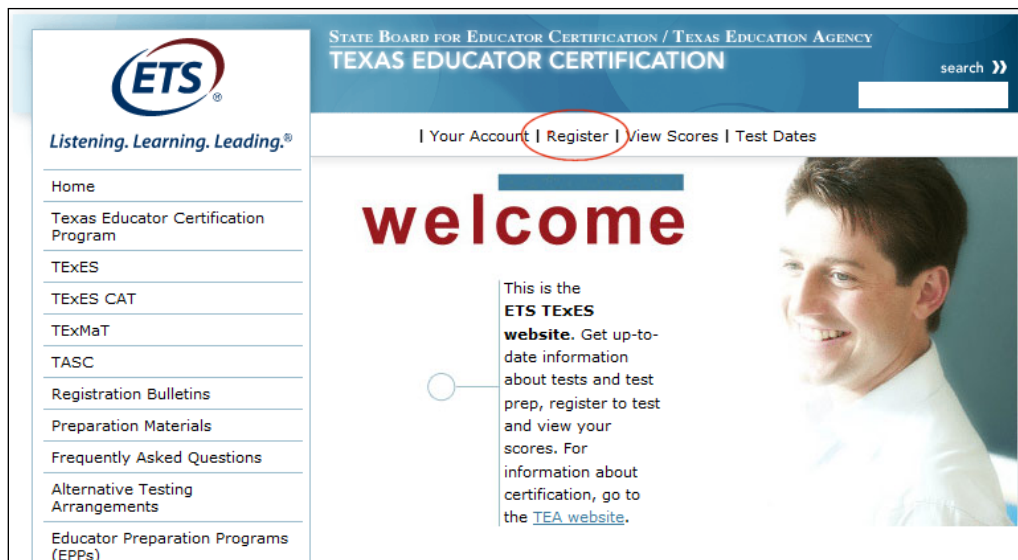 STATE BOARD FOR EDUCATOR CERTIFICATION / TEXAS EDUCATION AGENCY
TEXAS EDUCATOR CERTIFICATION
search »
ETS®
Listening. Learning. Leading.®
| Your Account | Register | View Scores | Test Dates
Home
Texas Educator Certification
Program
TExES
TExES CAT
TExMaT
TASC
Registration Bulletins
Preparation Materials
Frequently Asked Questions
Alternative Testing
Arrangements
Educator Preparation Programs
(EPPs)
welcome
This is the
ETS TExES
website. Get up-to-
date information
about tests and test
prep, register to test
and view your
scores. For
information about
certification, go to
the TEA website.